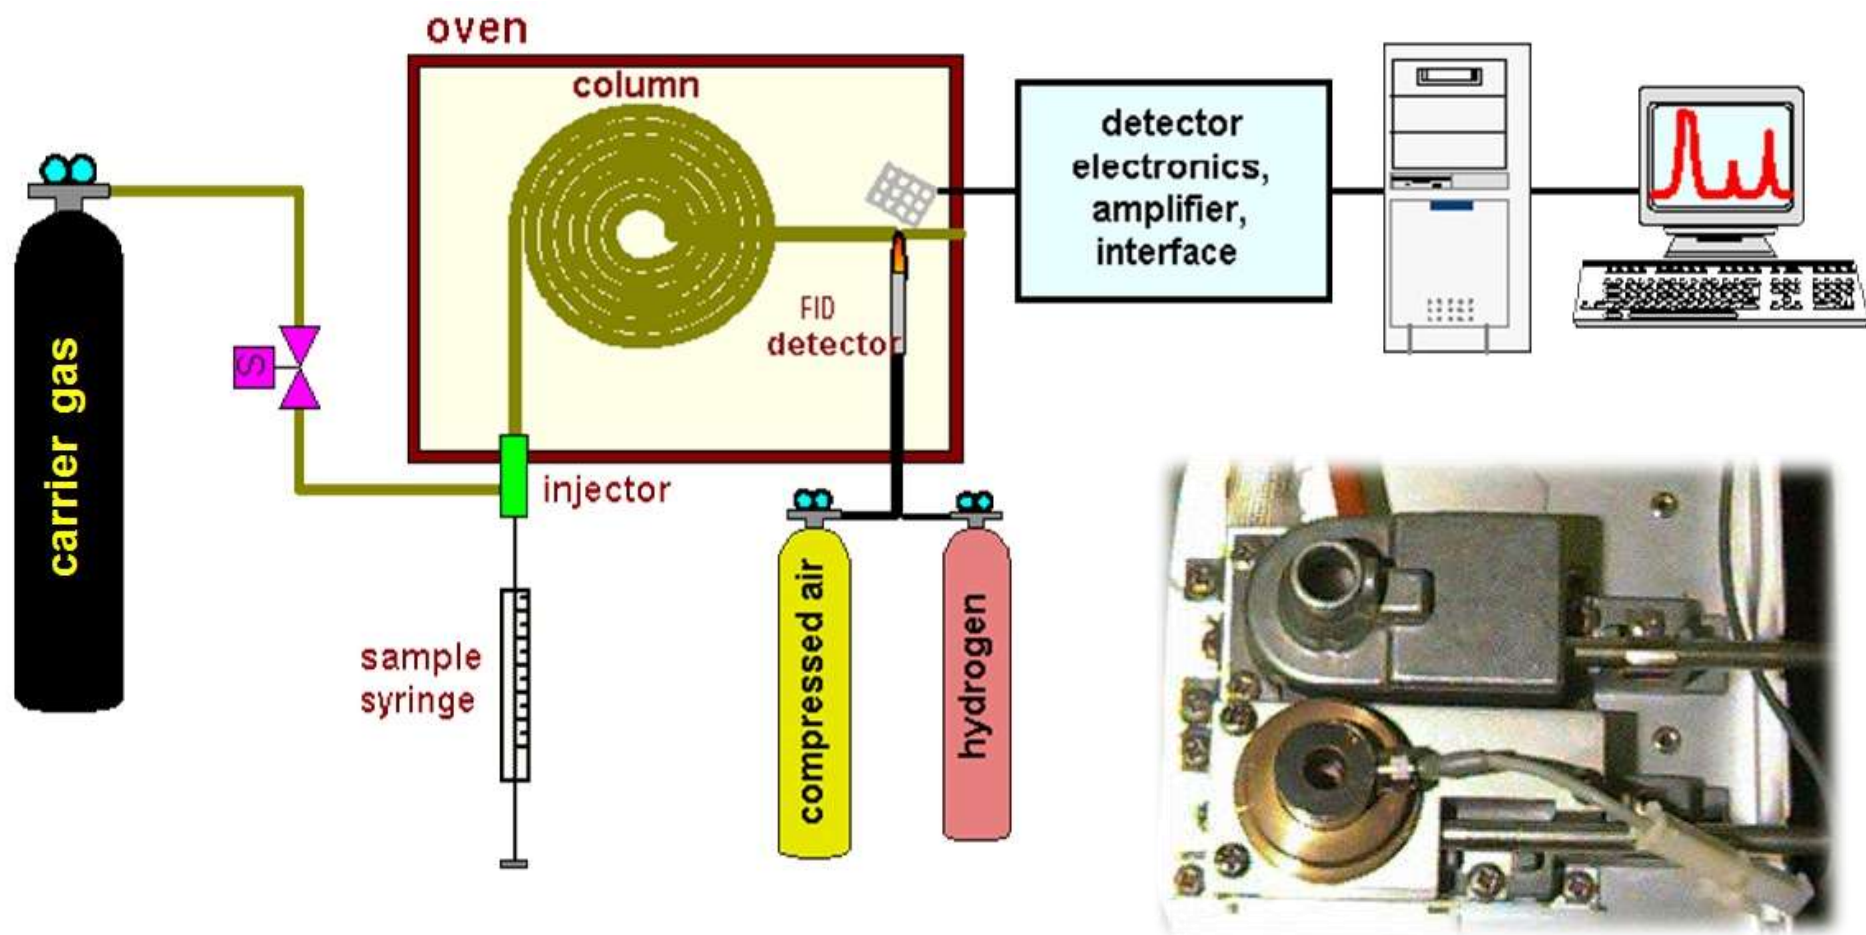 oven
column
detector
electronics,
amplifier,
interface
FID
detector
carrier gas
S
injector
sample
syringe
compressed air
hydrogen